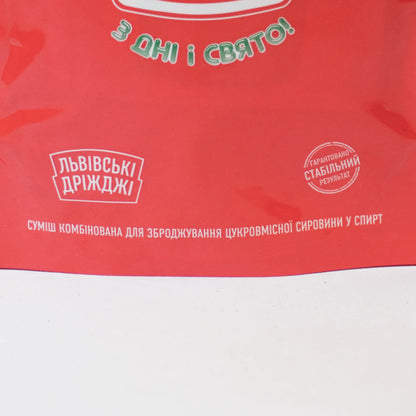 З ДНІ І СВЯТО!
ЛЬВІВСЬКІ
ДРІЖДЖІ
ГАРАНТОВАНО
СТАБІЛЬНИЙ
РЕЗУЛЬТАТ
СУМІШ КОМБІНОВАНА ДЛЯ ЗБРОДЖУВАННЯ ЦУКРОВМІСНОЇ СИРОВИНИ У СПИРТ